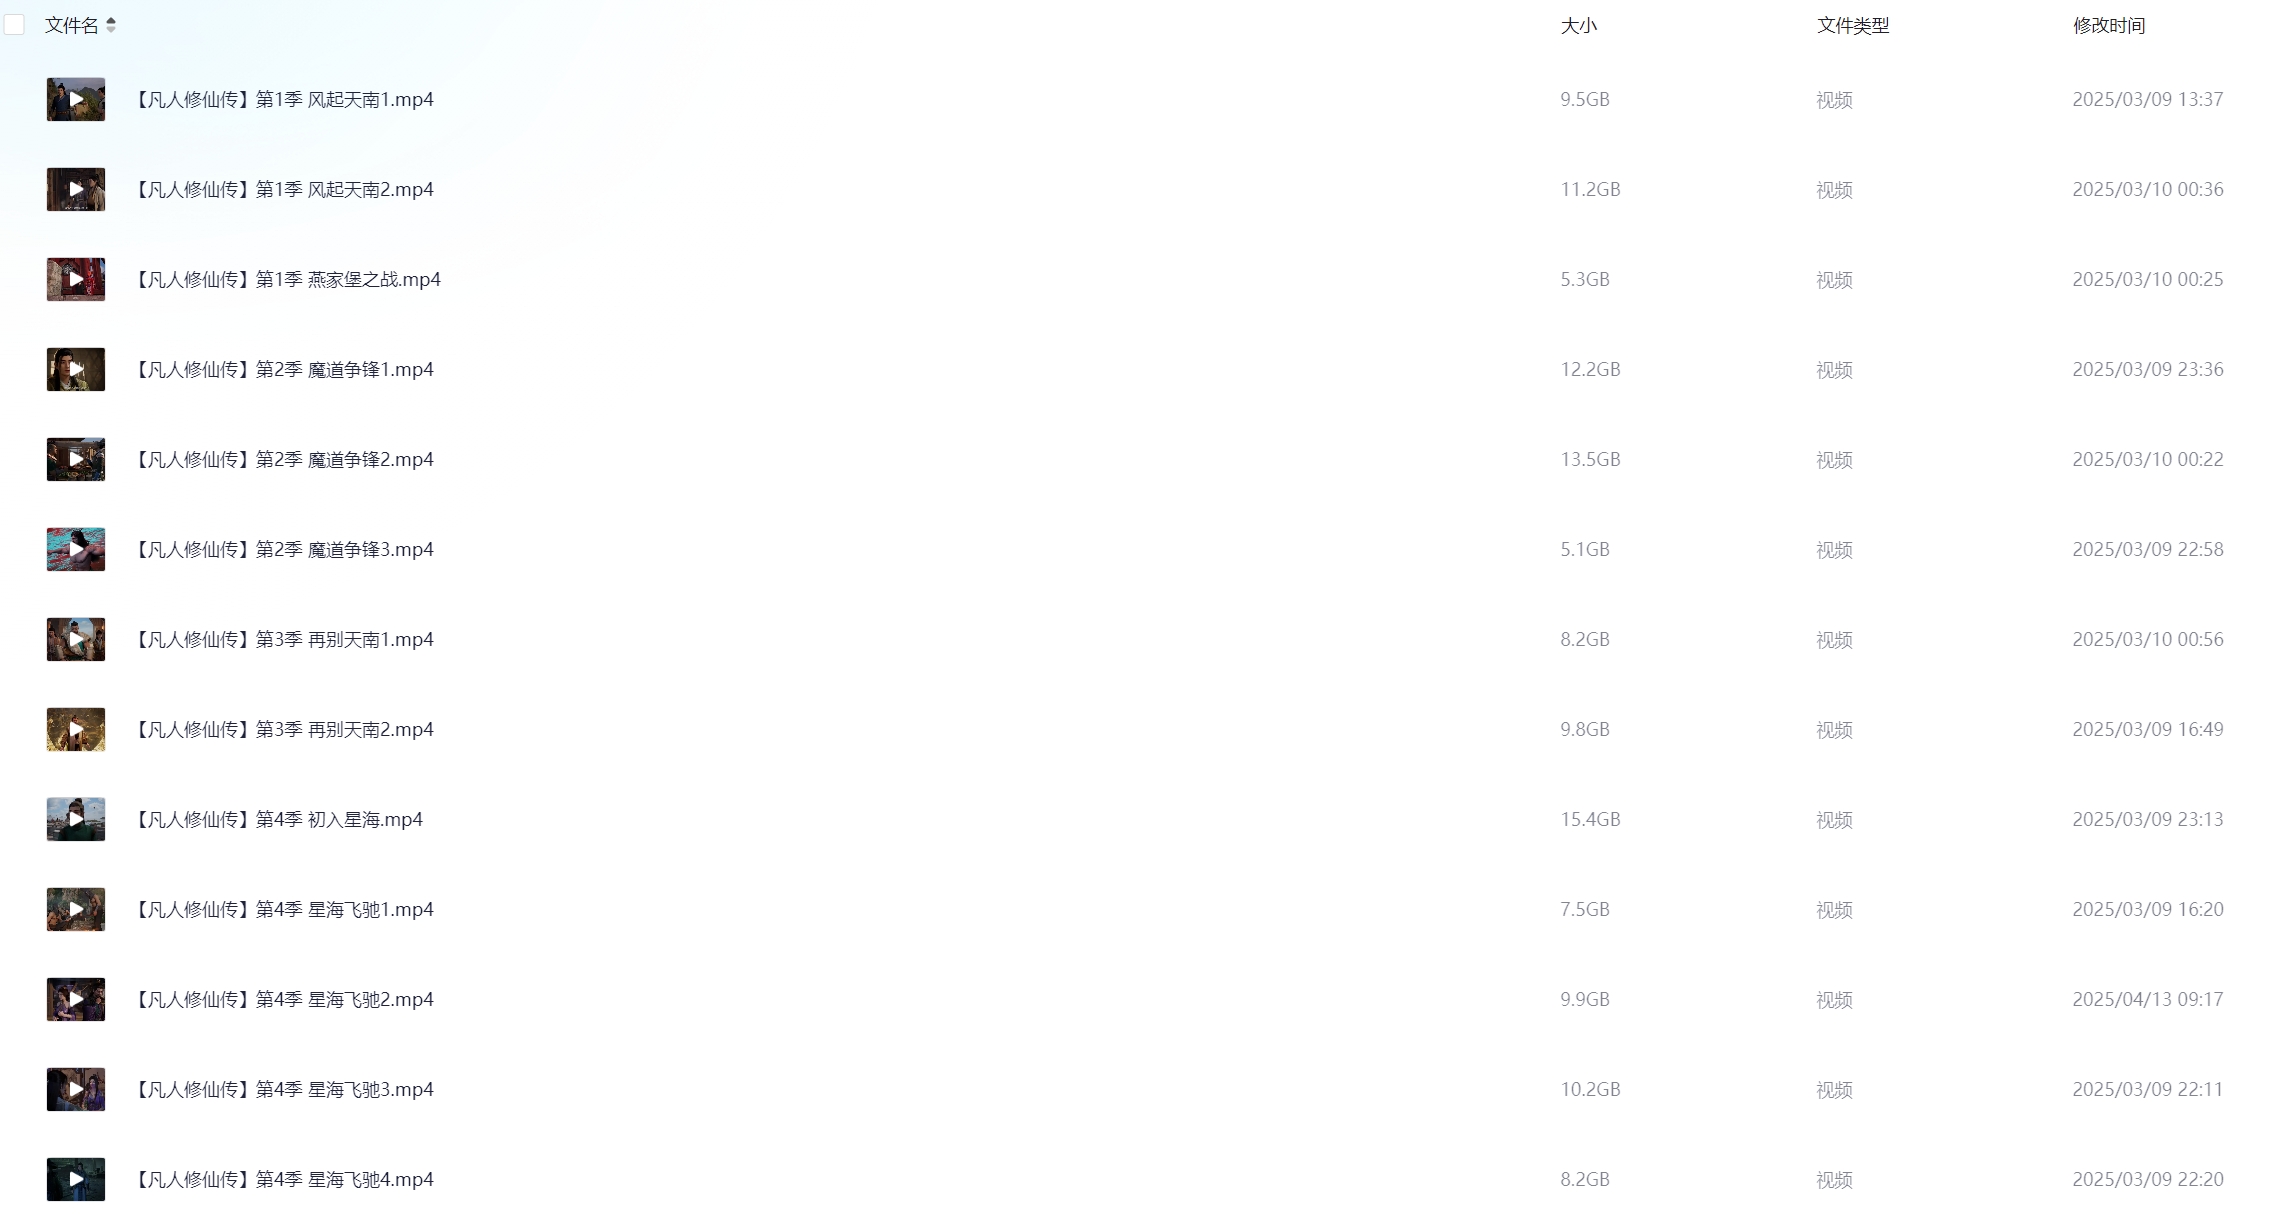 文件名 大小 文件类型 修改时间
【凡人修仙传】第1季 风起天南1.mp4 9.5GB 视频 2025/03/09 13:37
【凡人修仙传】第1季 风起天南2.mp4 11.2GB 视频 2025/03/10 00:36
【凡人修仙传】第1季 燕家堡之战.mp4 5.3GB 视频 2025/03/10 00:25
【凡人修仙传】第2季 魔道争锋1.mp4 12.2GB 视频 2025/03/09 23:36
【凡人修仙传】第2季 魔道争锋2.mp4 13.5GB 视频 2025/03/10 00:22
【凡人修仙传】第2季 魔道争锋3.mp4 5.1GB 视频 2025/03/09 22:58
【凡人修仙传】第3季 再别天南1.mp4 8.2GB 视频 2025/03/10 00:56
【凡人修仙传】第3季 再别天南2.mp4 9.8GB 视频 2025/03/09 16:49
【凡人修仙传】第4季 初入星海.mp4 15.4GB 视频 2025/03/09 23:13
【凡人修仙传】第4季 星海飞驰1.mp4 7.5GB 视频 2025/03/09 16:20
【凡人修仙传】第4季 星海飞驰2.mp4 9.9GB 视频 2025/04/13 09:17
【凡人修仙传】第4季 星海飞驰3.mp4 10.2GB 视频 2025/03/09 22:11
【凡人修仙传】第4季 星海飞驰4.mp4 8.2GB 视频 2025/03/09 22:20